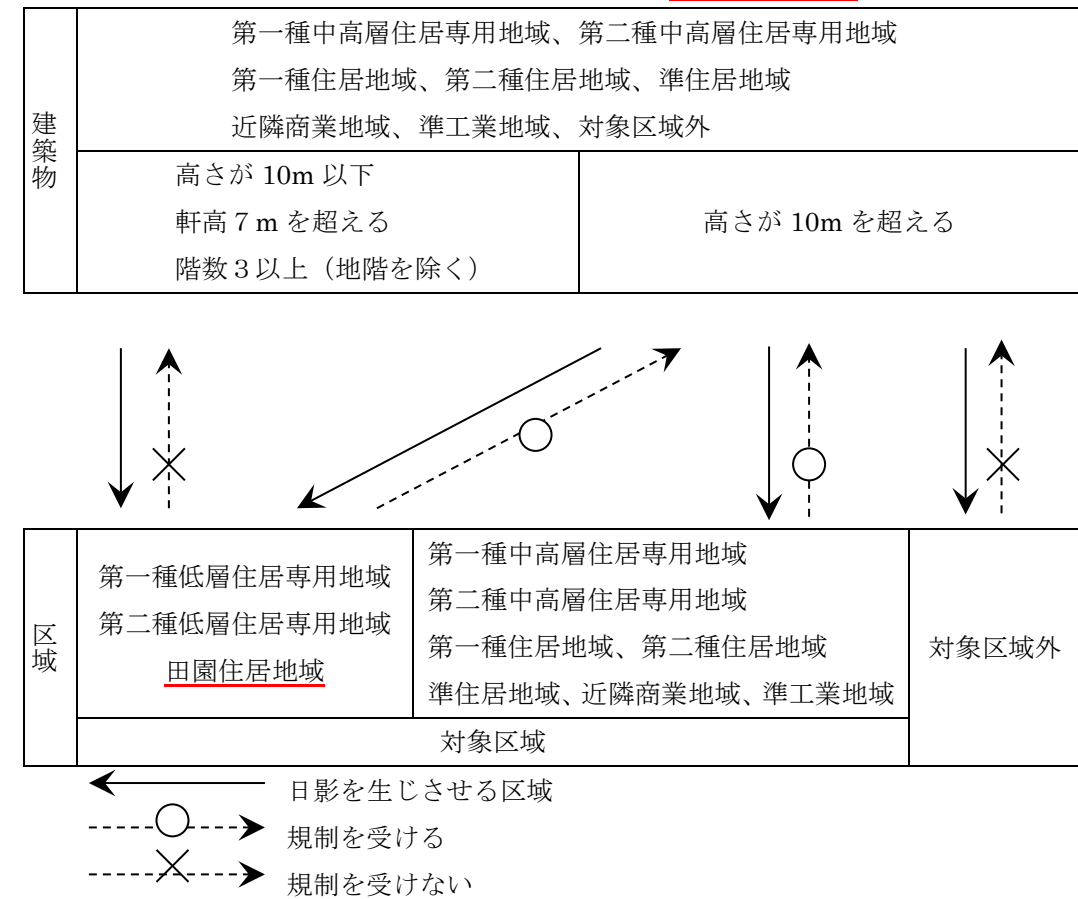 建築物
第一種中高層住居専用地域、第二種中高層住居専用地域
第一種住居地域、第二種住居地域、準住居地域
近隣商業地域、準工業地域、対象区域外
高さが 10m 以下
軒高７ｍを超える
階数３以上（地階を除く）
高さが 10m を超える
区域
第一種低層住居専用地域
第二種低層住居専用地域
田園住居地域
第一種中高層住居専用地域
第二種中高層住居専用地域
第一種住居地域、第二種住居地域
準住居地域、近隣商業地域、準工業地域
対象区域外
対象区域
日影を生じさせる区域
規制を受ける
規制を受けない